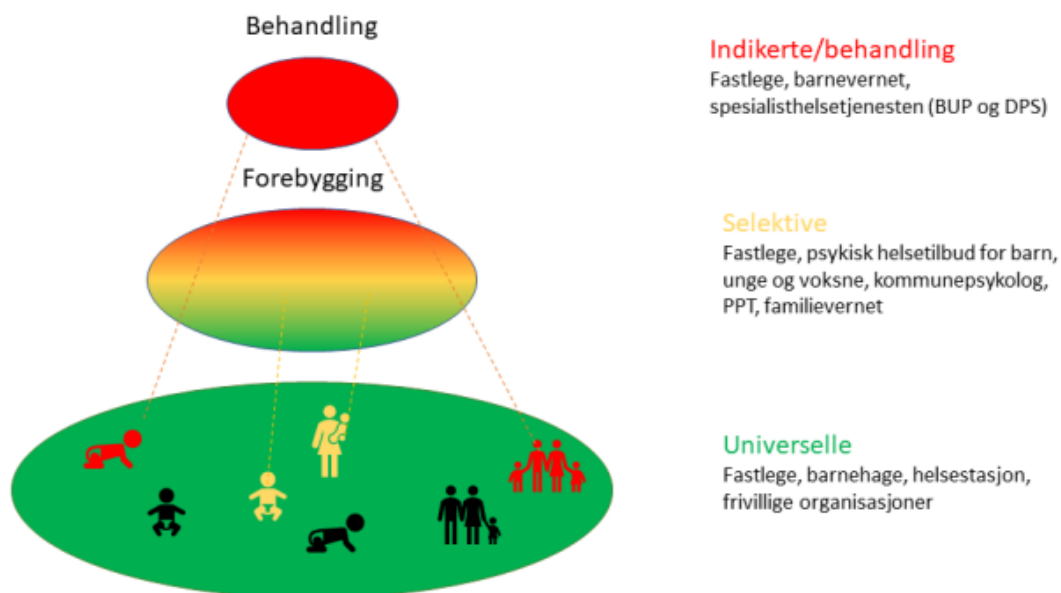 Behandling
Indikerte/behandling
Fastlege, barnevernet,
spesialisthelsetjenesten (BUP og DPS)
Forebygging
Selektive
Fastlege, psykisk helsetilbud for barn,
unge og voksne, kommunepsykolog,
PPT, familievernet
Universelle
Fastlege, barnehage, helsestasjon,
frivillige organisasjoner